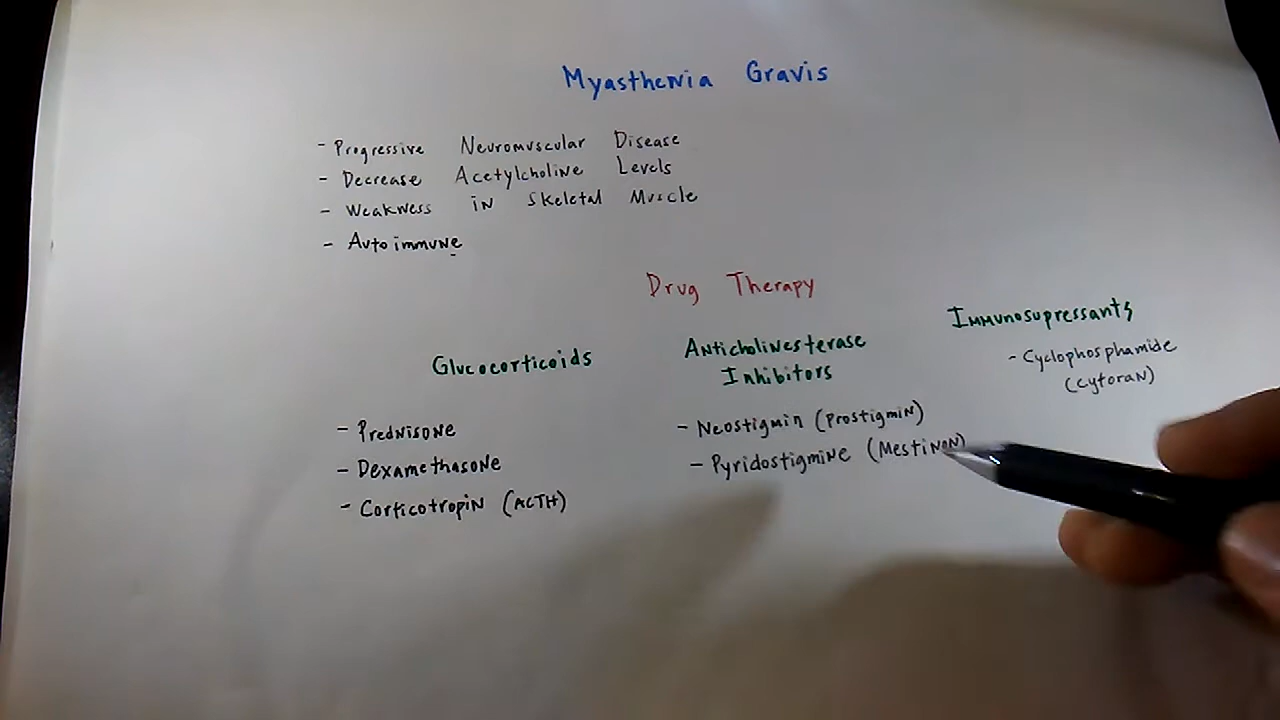 Myasthenia Gravis
- Progressive Neuromuscular Disease
- Decrease Acetylcholine Levels
- Weakness in Skeletal Muscle
- Autoimmune
Drug Therapy
Glucocorticoids
- Prednisone
- Dexamethasone
- Corticotropin (ACTH)
Anticholinesterase
Inhibitors
- Neostigmin (Prostigmin)
- Pyridostigmine (Mestinon)
Immunosupressants
- Cyclophosphamide
(Cytoran)